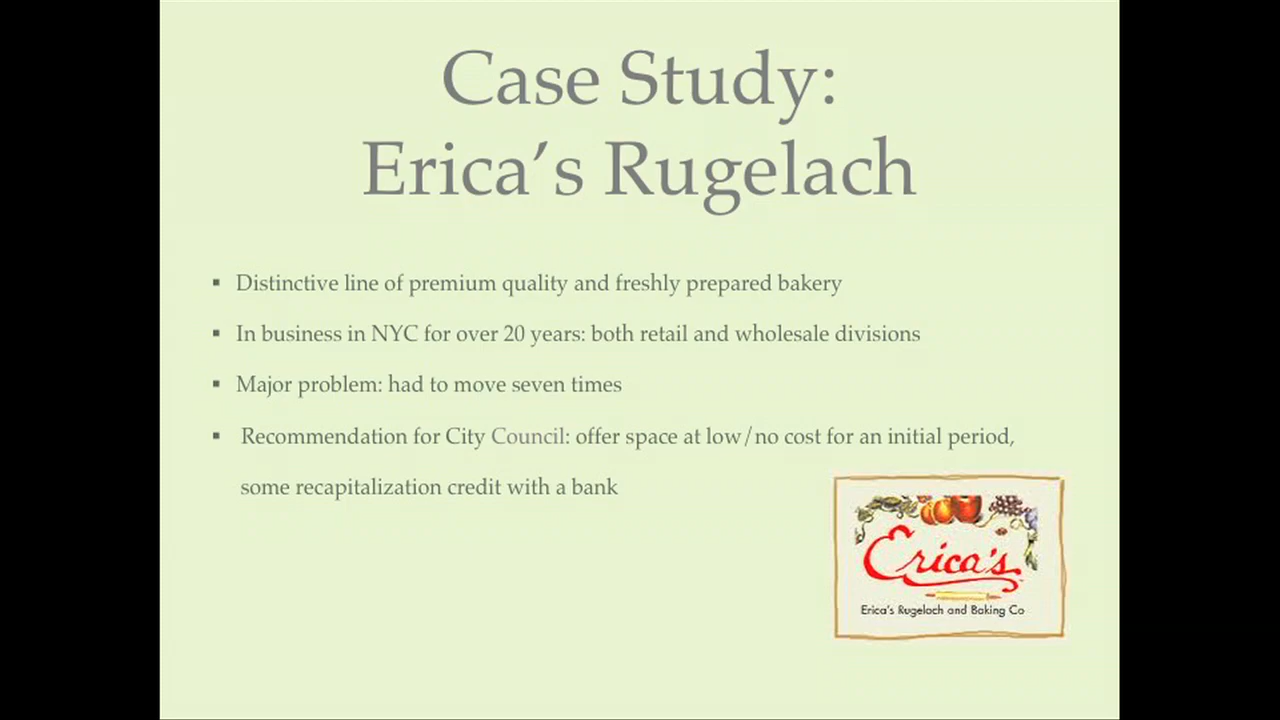 Case Study:
Erica’s Rugelach
▪ Distinctive line of premium quality and freshly prepared bakery
▪ In business in NYC for over 20 years: both retail and wholesale divisions
▪ Major problem: had to move seven times
▪ Recommendation for City Council: offer space at low/no cost for an initial period,
some recapitalization credit with a bank
Erica's
Erica's Rugelach and Baking Co